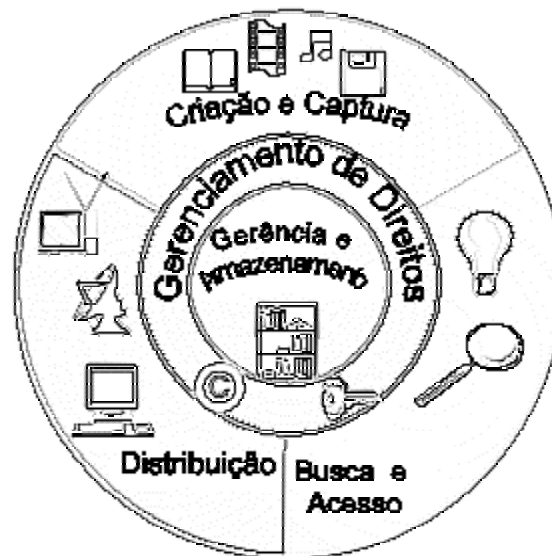 Criação e Captura
Gerenciamento de Direitos
Gerência e
Armazenamento
©
Distribuição
Busca e
Acesso